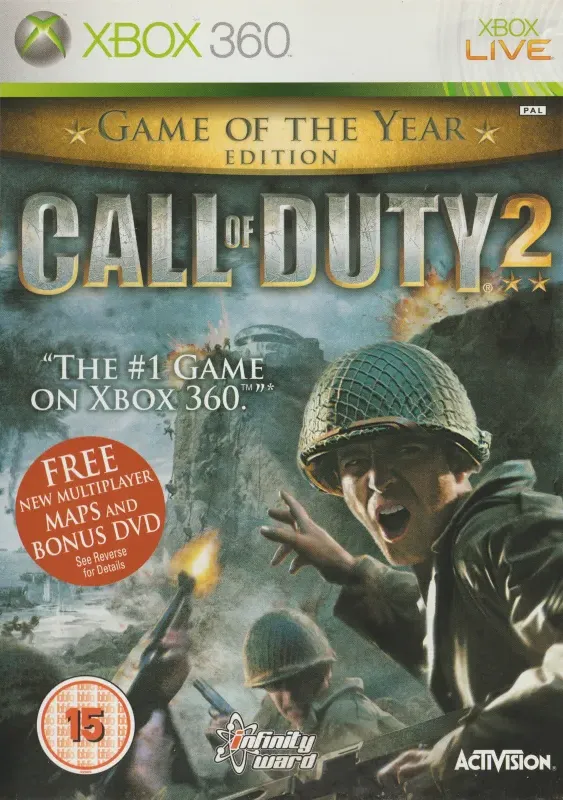 XBOX 360
XBOX
LIVE
PAL
GAME OF THE YEAR
EDITION
CALL OF DUTY 2
®
"THE #1 GAME
ON XBOX 360.™"*
FREE
NEW MULTIPLAYER
MAPS AND
BONUS DVD
See Reverse
for Details
15
infinity
ward
ACTIVISION